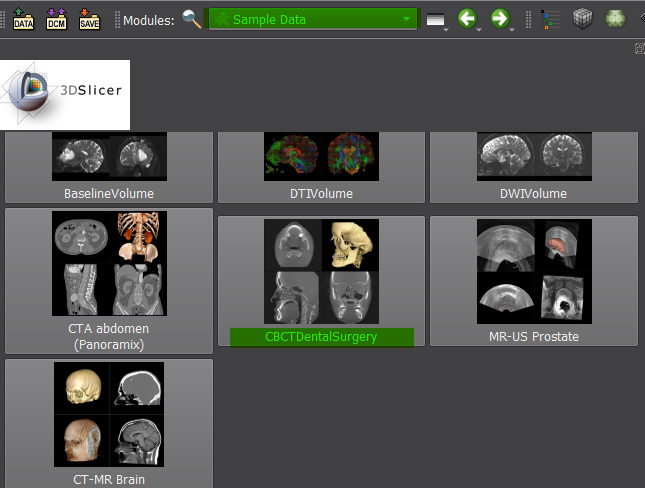 DATA
DCM
SAVE
Modules:
Sample Data
3DSlicer
BaselineVolume
DTIVolume
DWIVolume
CTA abdomen
(Panoramix)
CBCTDentalSurgery
MR-US Prostate
CT-MR Brain